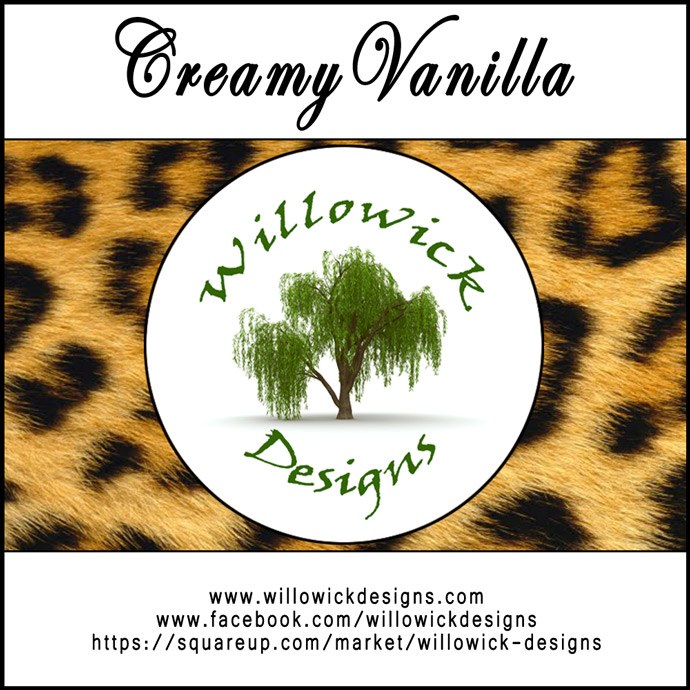 Creamy Vanilla
Willowick
Designs
www.willowickdesigns.com
www.facebook.com/willowickdesigns
https://squareup.com/market/willowick-designs